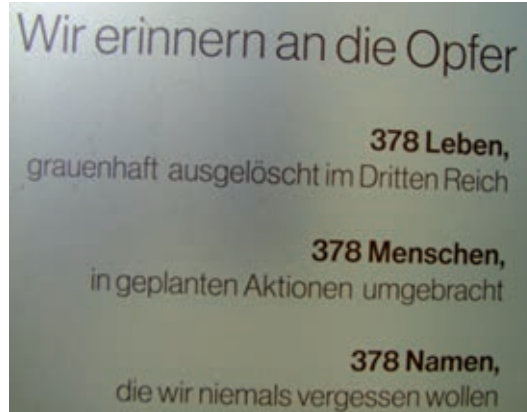 Wir erinnern an die Opfer
378 Leben,
grauenhaft ausgelöscht im Dritten Reich
378 Menschen,
in geplanten Aktionen umgebracht
378 Namen,
die wir niemals vergessen wollen